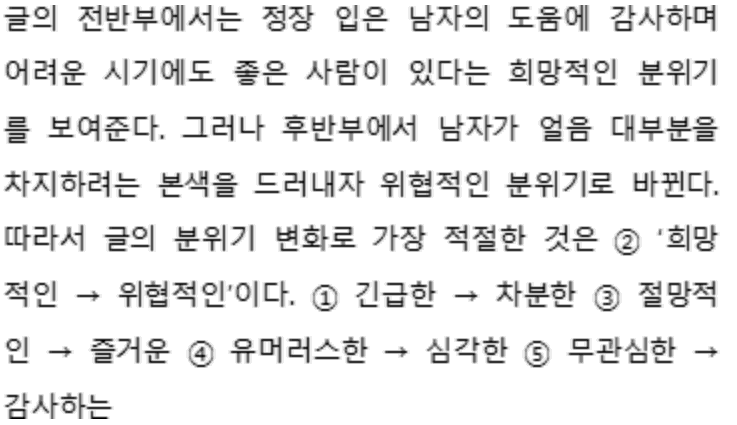 글의 전반부에서는 정장 입은 남자의 도움에 감사하며
어려운 시기에도 좋은 사람이 있다는 희망적인 분위기
를 보여준다. 그러나 후반부에서 남자가 얼음 대부분을
차지하려는 본색을 드러내자 위협적인 분위기로 바뀐다.
따라서 글의 분위기 변화로 가장 적절한 것은 ② ‘희망
적인 → 위협적인’이다. ① 긴급한 → 차분한 ③ 절망적
인 → 즐거운 ④ 유머러스한 → 심각한 ⑤ 무관심한 →
감사하는